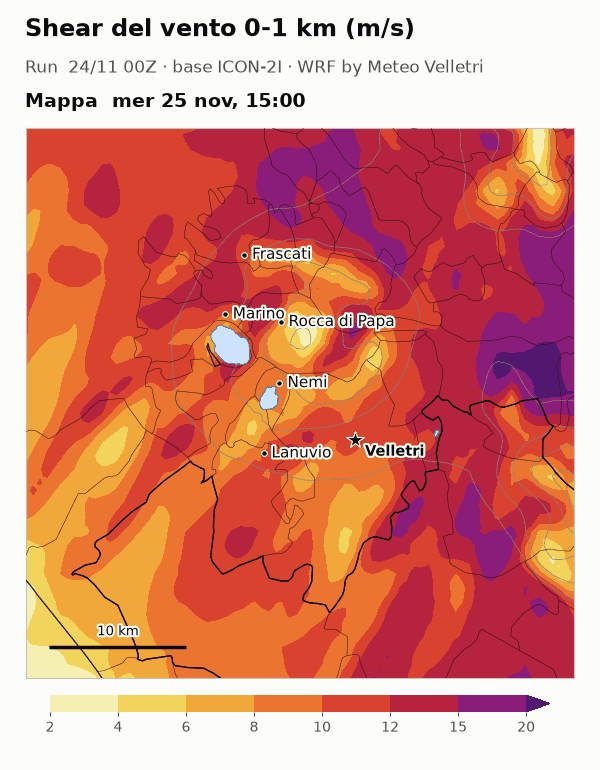 Shear del vento 0-1 km (m/s)
Run  24/11 00Z · base ICON-2I · WRF by Meteo Velletri
Mappa  mer 25 nov, 15:00
Frascati
Marino
Rocca di Papa
Nemi
Velletri
Lanuvio
10 km
2 4 6 8 10 12 15 20